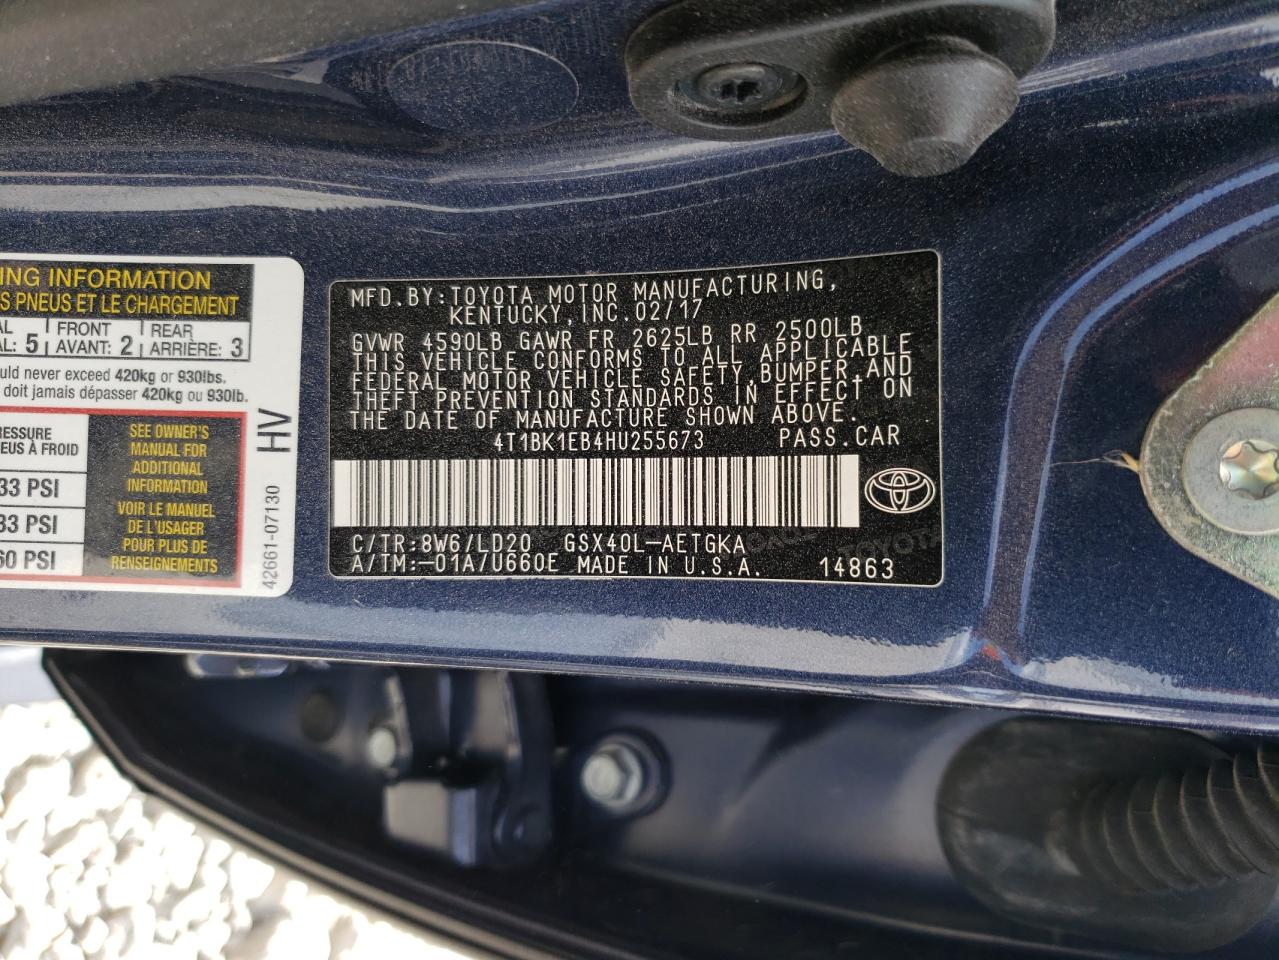 ING INFORMATION
S PNEUS ET LE CHARGEMENT
AL FRONT REAR
AL: 5 AVANT: 2 ARRIÈRE: 3
uld never exceed 420kg or 930lbs.
doit jamais dépasser 420kg ou 930lb.
RESSURE
EUS À FROID
33 PSI
33 PSI
60 PSI
SEE OWNER'S
MANUAL FOR
ADDITIONAL
INFORMATION
VOIR LE MANUEL
DE L'USAGER
POUR PLUS DE
RENSEIGNEMENTS
HV
42661-07130
MFD.BY:TOYOTA MOTOR MANUFACTURING,
KENTUCKY,INC.02/17
GVWR 4590LB GAWR FR 2625LB RR 2500LB
THIS VEHICLE CONFORMS TO ALL APPLICABLE
FEDERAL MOTOR VEHICLE SAFETY,BUMPER,AND
THEFT PREVENTION STANDARDS IN EFFECT ON
THE DATE OF MANUFACTURE SHOWN ABOVE.
4T1BK1EB4HU255673 PASS.CAR
C/TR:8W6/LD20 GSX40L-AETGKA
A/TM:-01A/U660E MADE IN U.S.A. 14863
TOYOTA